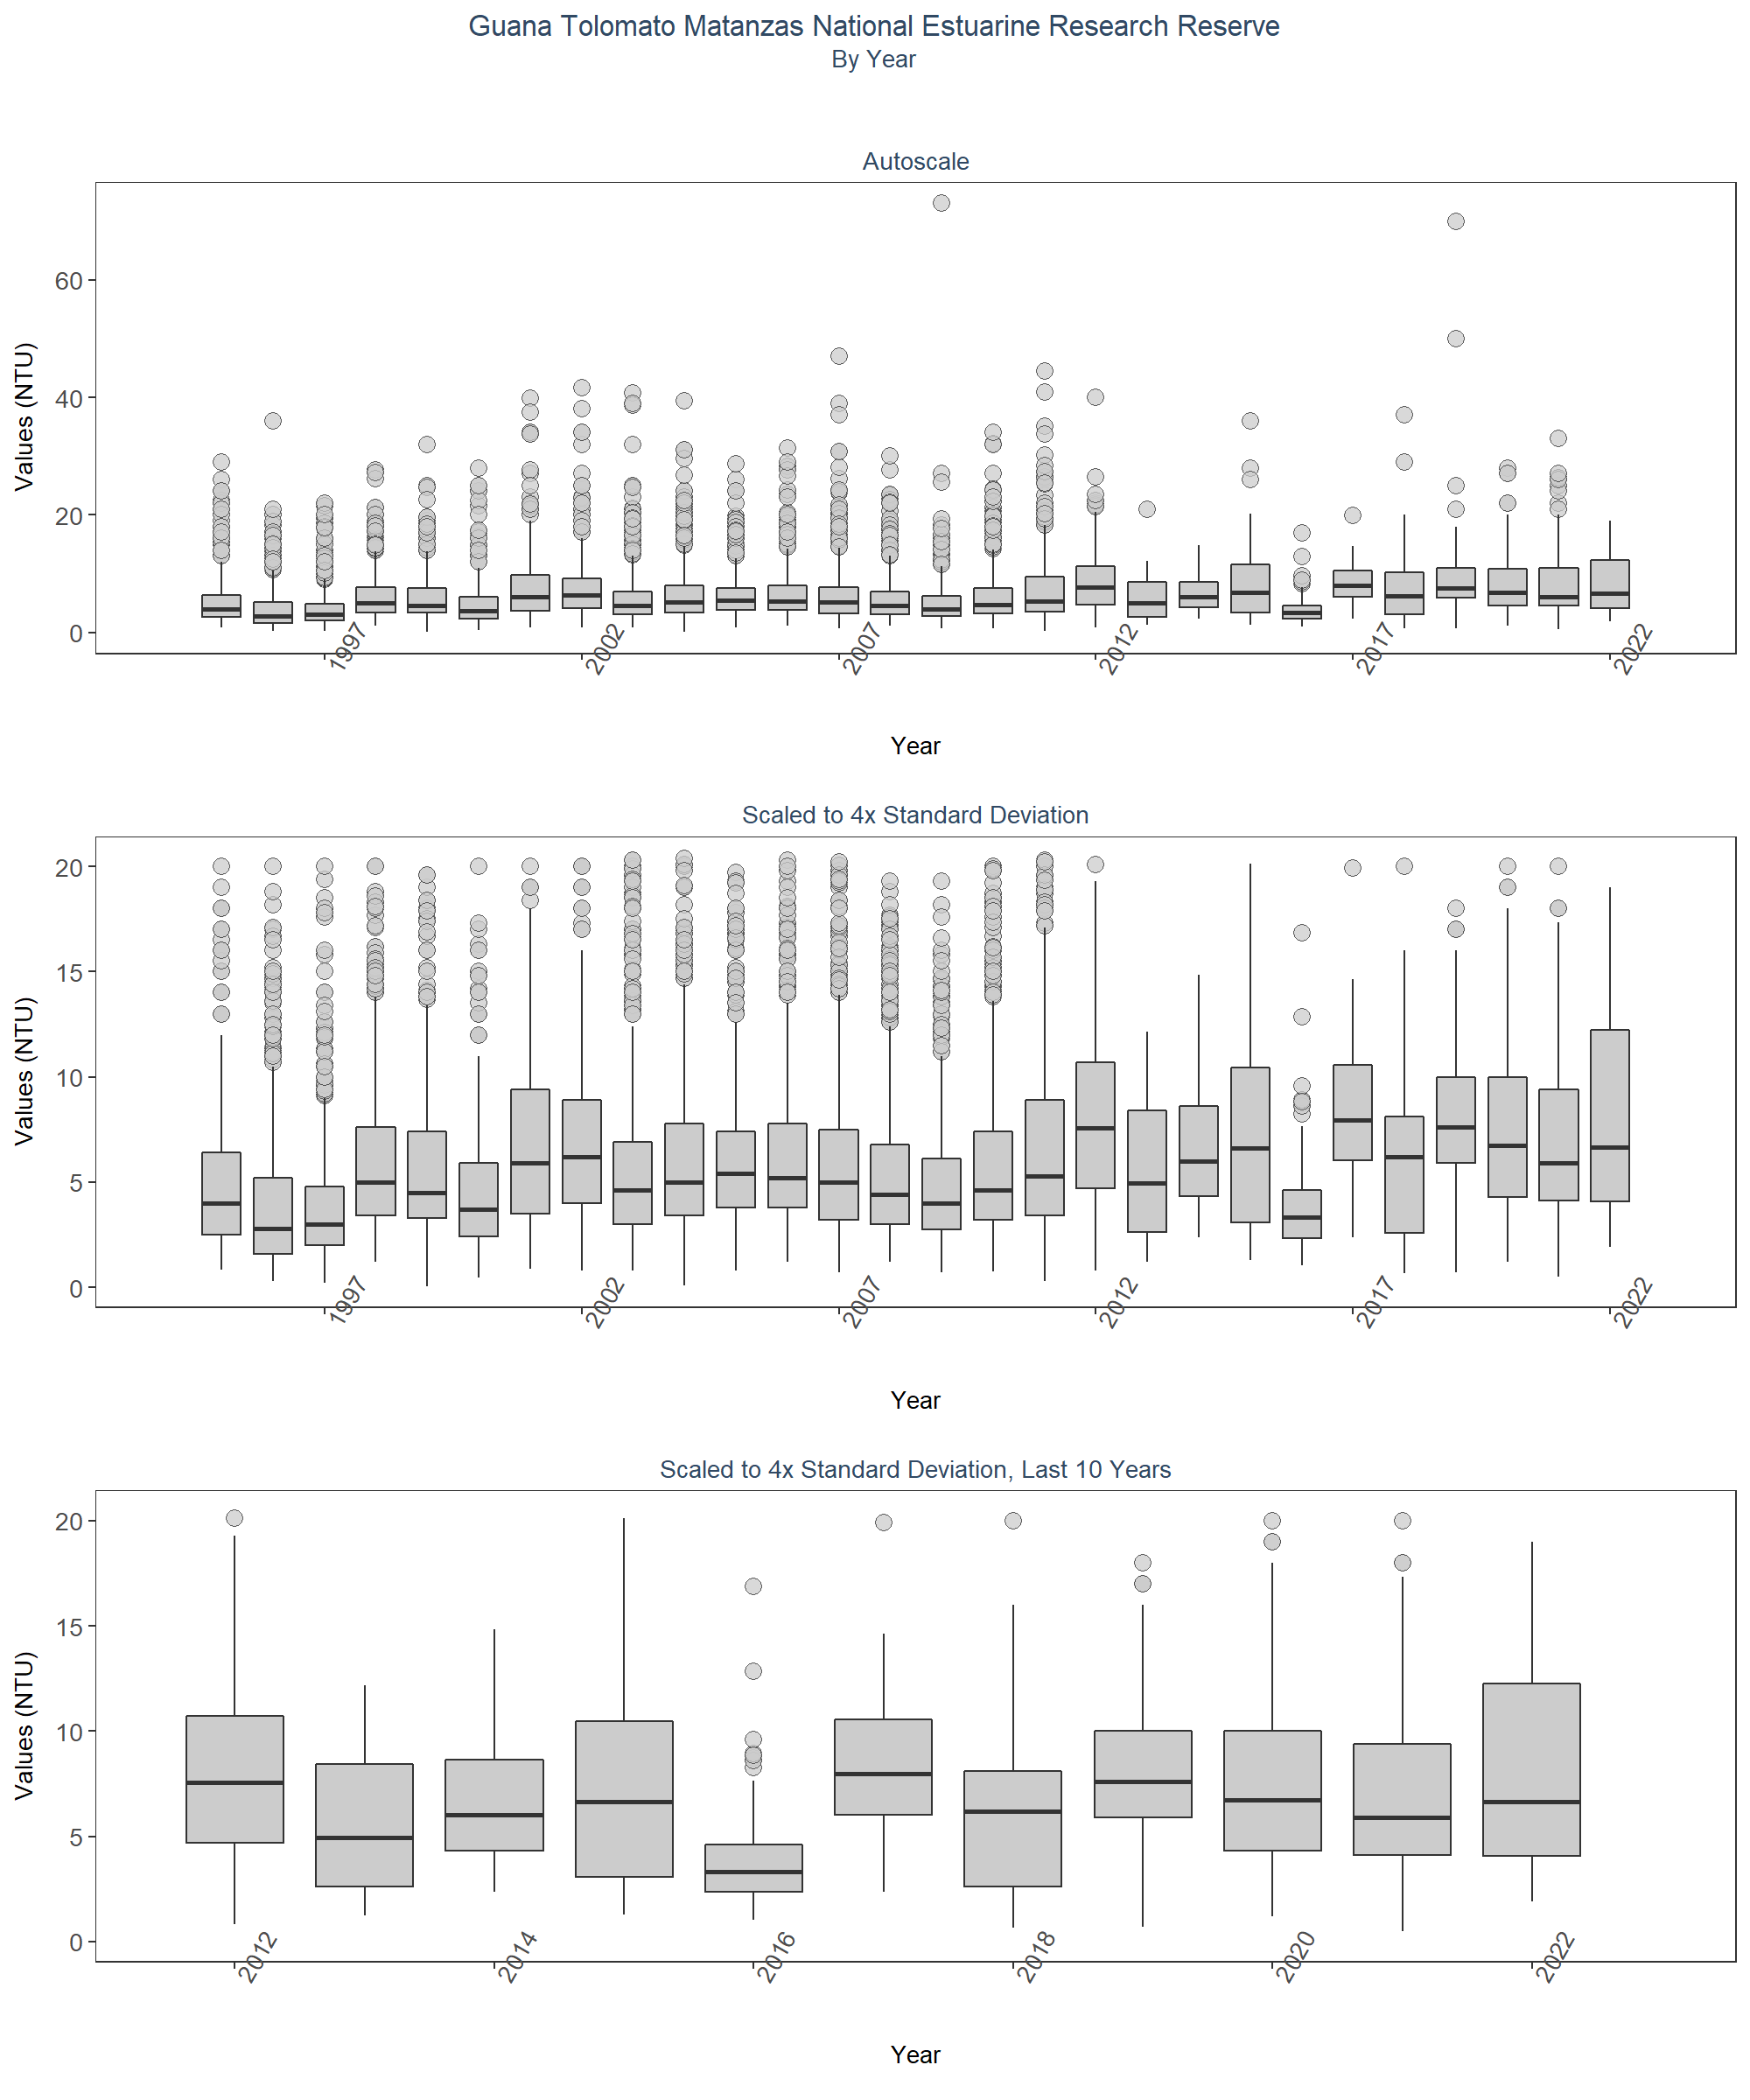 Guana Tolomato Matanzas National Estuarine Research Reserve
By Year
Autoscale
Values (NTU)
60
40
20
0
1997
2002
2007
2012
2017
2022
Year
Scaled to 4x Standard Deviation
Values (NTU)
20
15
10
5
0
1997
2002
2007
2012
2017
2022
Year
Scaled to 4x Standard Deviation, Last 10 Years
Values (NTU)
20
15
10
5
0
2012
2014
2016
2018
2020
2022
Year